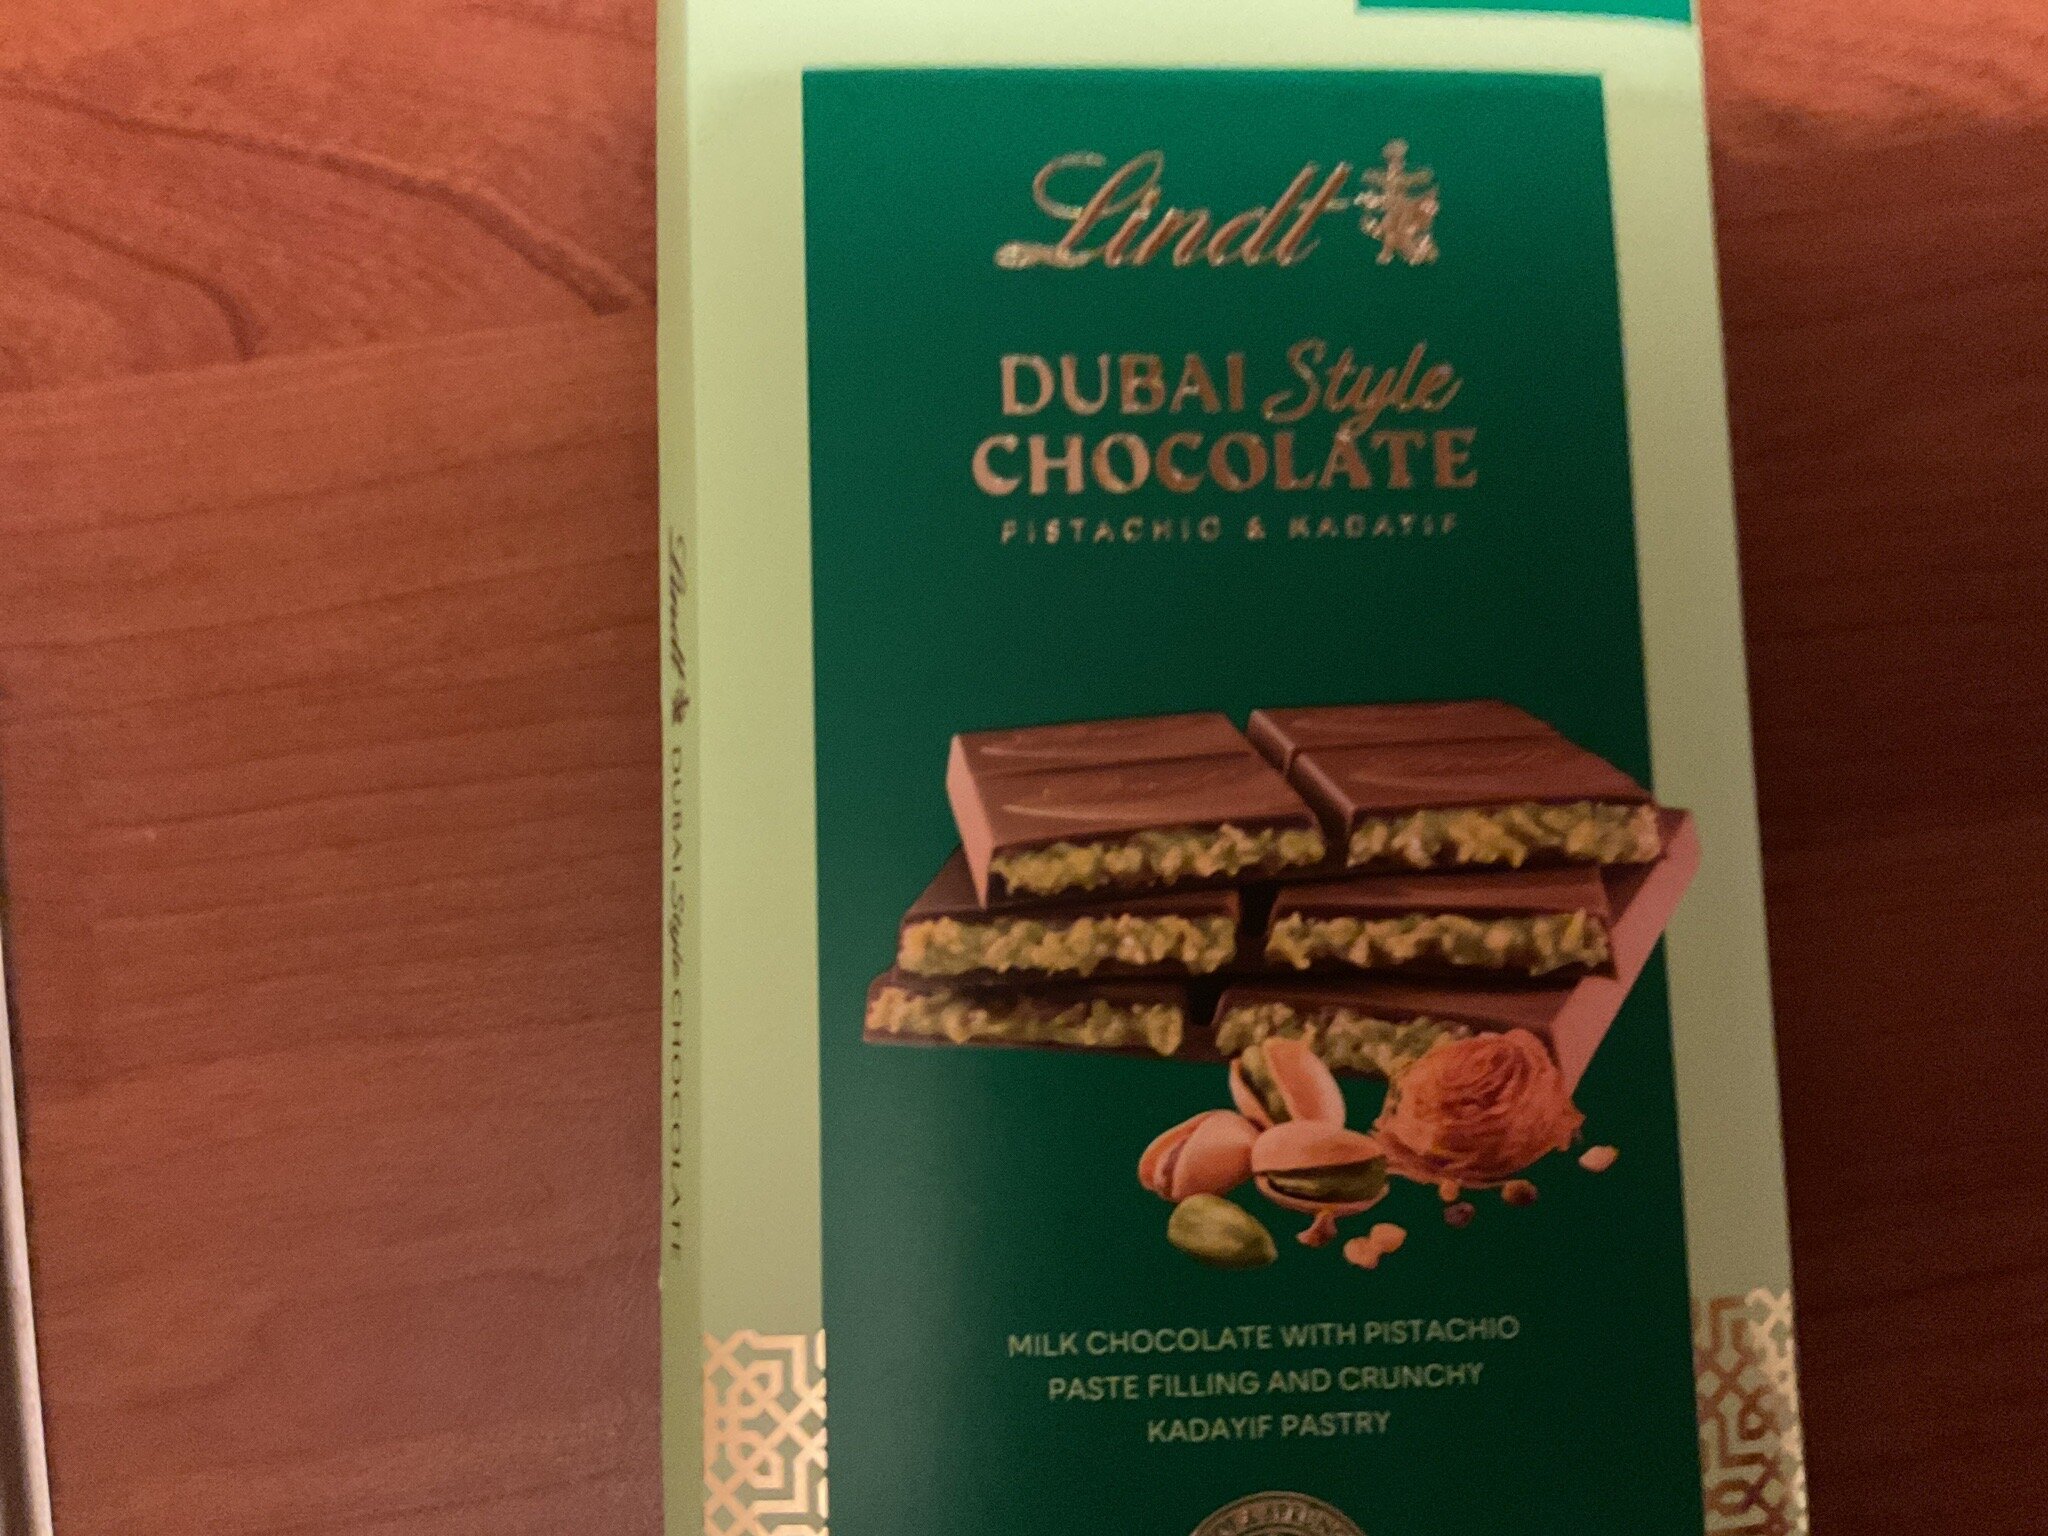 Lindt
DUBAI Style
CHOCOLATE
PISTACHIO & KADAYIF
MILK CHOCOLATE WITH PISTACHIO
PASTE FILLING AND CRUNCHY
KADAYIF PASTRY
Lindt DUBAI Style CHOCOLATE